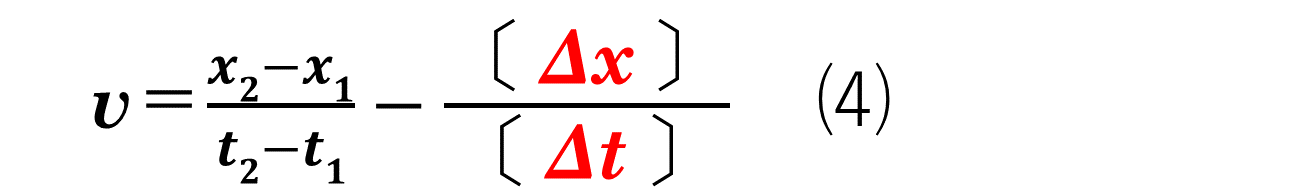 v = (x₂−x₁)/(t₂−t₁) − 〔Δx〕/〔Δt〕 (4)